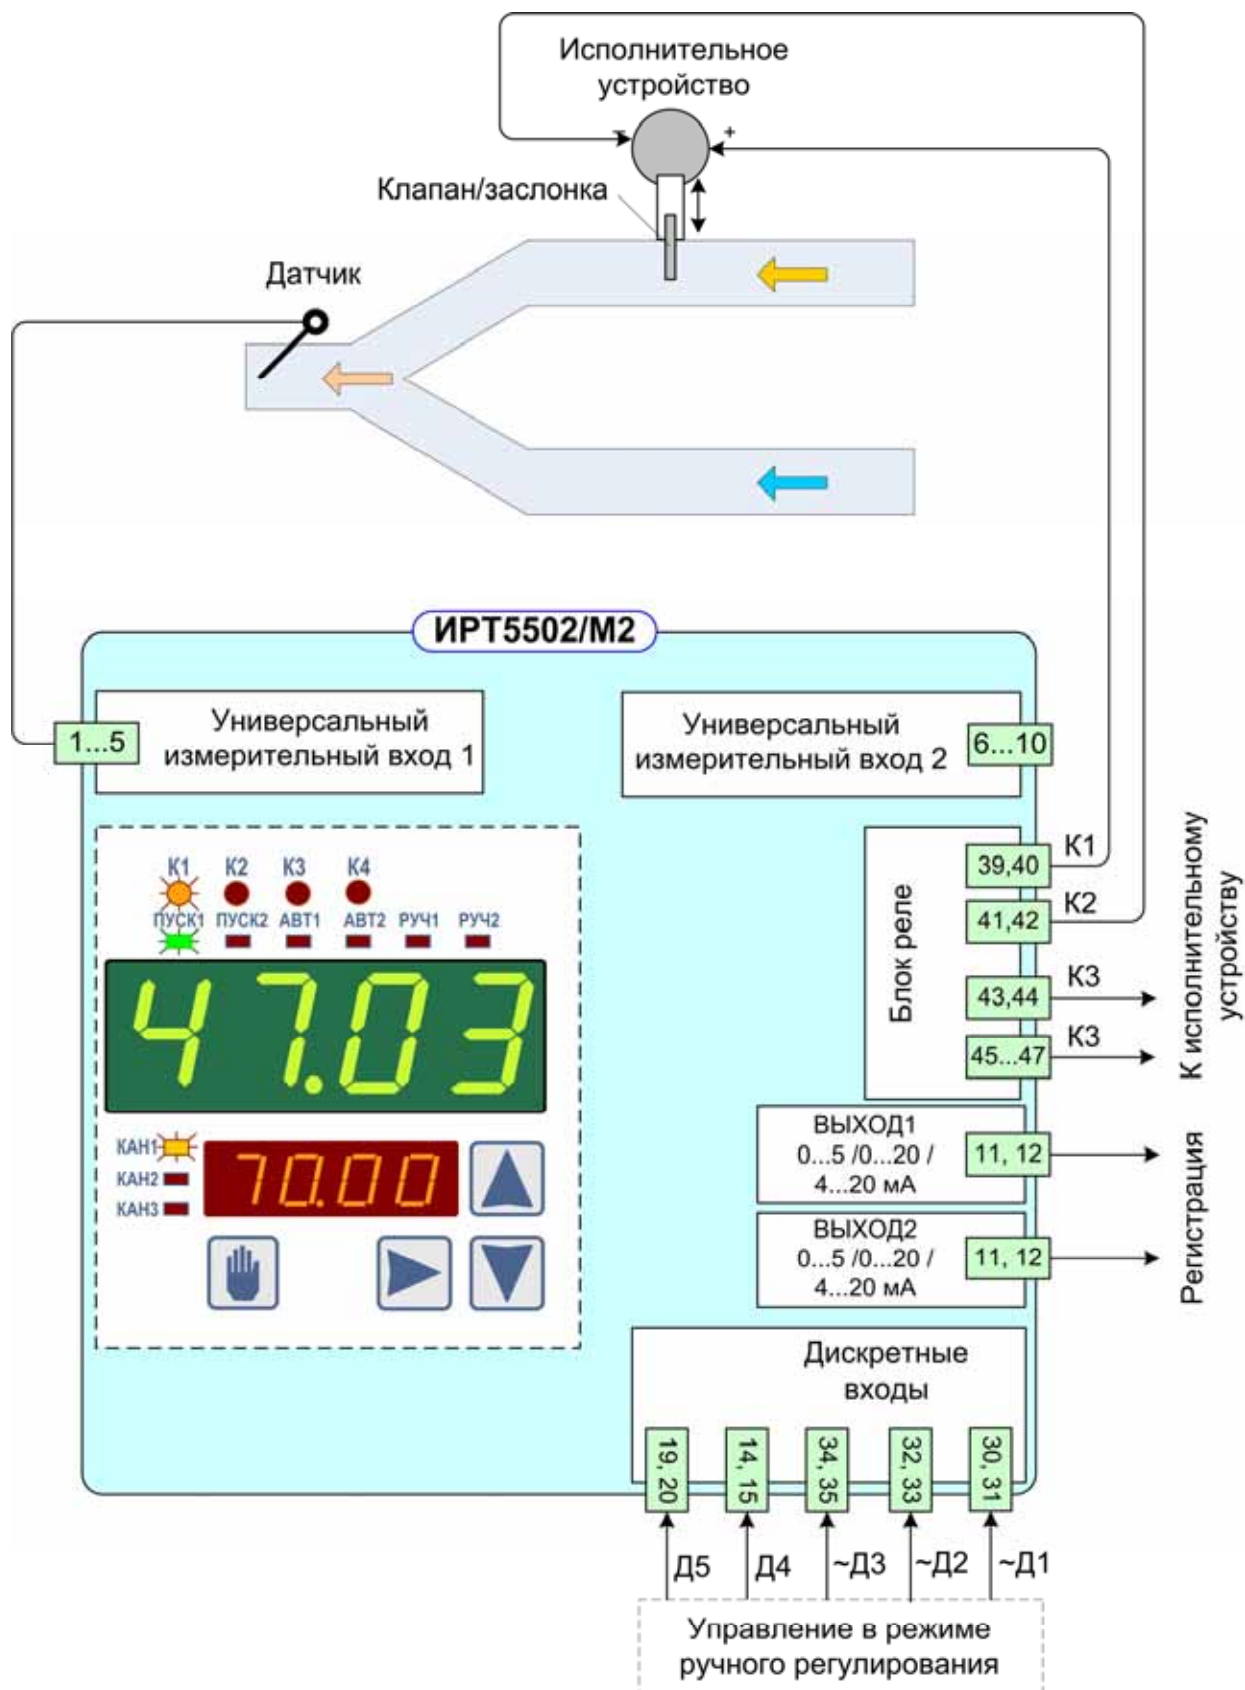 Исполнительное
устройство
– +
Клапан/заслонка
Датчик
ИРТ5502/М2
Универсальный
измерительный вход 1
1...5
Универсальный
измерительный вход 2
6...10
К1 К2 К3 К4
ПУСК1 ПУСК2 АВТ1 АВТ2 РУЧ1 РУЧ2
47.03
КАН1
КАН2
КАН3
70.00
Блок реле
39,40
К1
41,42
К2
43,44
К3
45...47
К3
К исполнительному
устройству
ВЫХОД1
0...5 /0...20 /
4...20 мА
11, 12
ВЫХОД2
0...5 /0...20 /
4...20 мА
11, 12
Регистрация
Дискретные
входы
19, 20
14, 15
34, 35
32, 33
30, 31
Д5 Д4 ~Д3 ~Д2 ~Д1
Управление в режиме
ручного регулирования